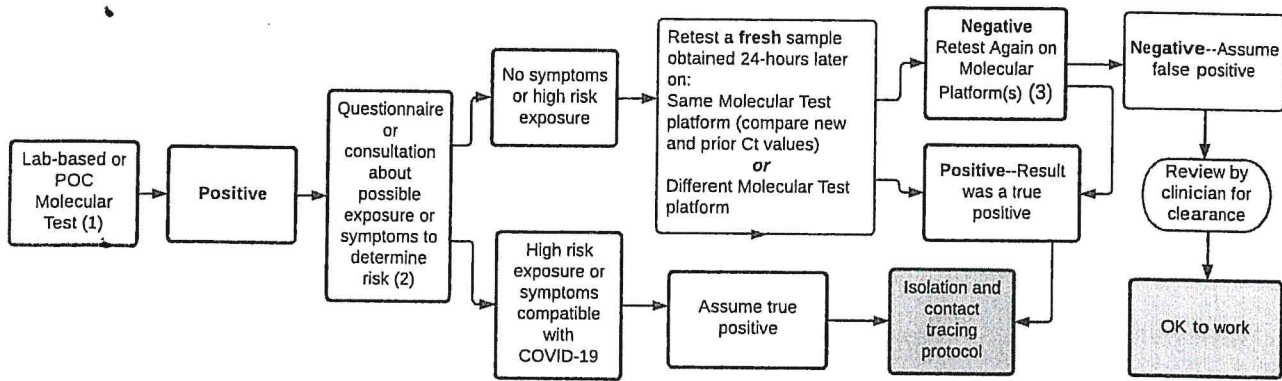 Lab-based or
POC
Molecular
Test (1)
Positive
Questionnaire
or
consultation
about
possible
exposure or
symptoms to
determine
risk (2)
No symptoms
or high risk
exposure
High risk
exposure or
symptoms
compatible
with
COVID-19
Retest a fresh sample
obtained 24-hours later
on:
Same Molecular Test
platform (compare new
and prior Ct values)
or
Different Molecular Test
platform
Assume true
positive
Negative
Retest Again on
Molecular
Platform(s) (3)
Positive--Result
was a true
positive
Isolation and
contact
tracing
protocol
Negative--Assume
false positive
Review by
clinician for
clearance
OK to work